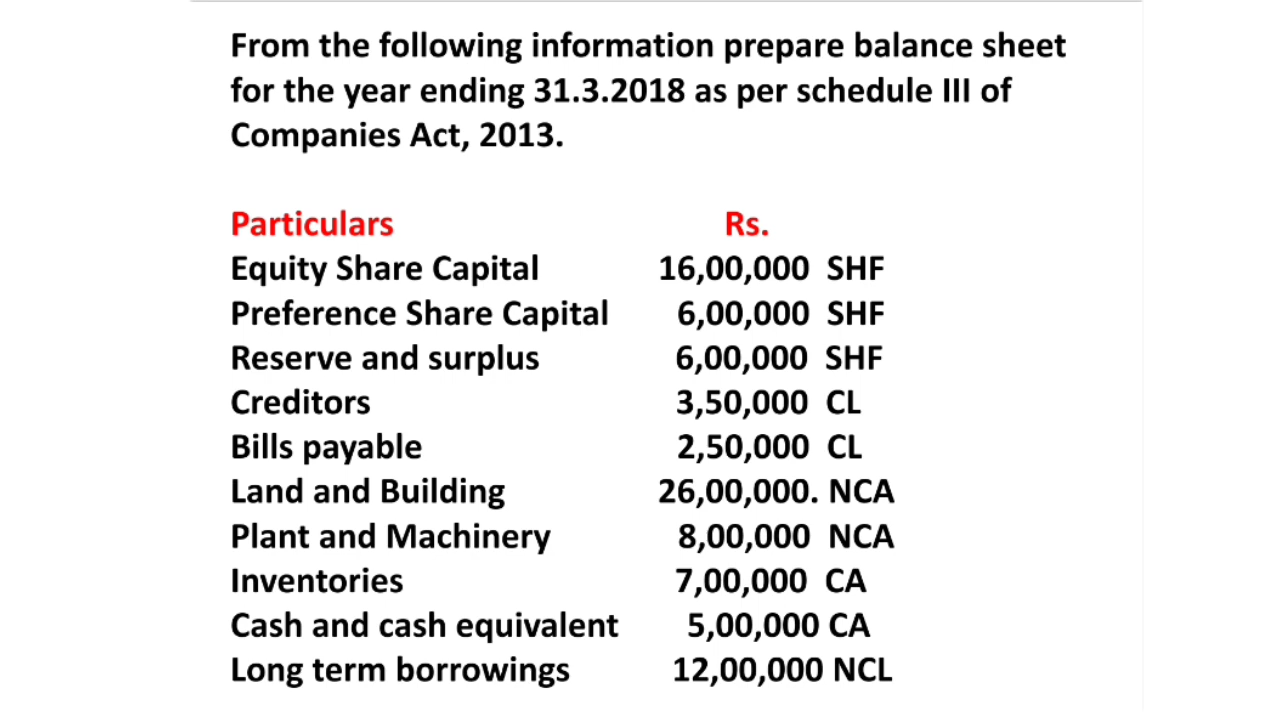 From the following information prepare balance sheet
for the year ending 31.3.2018 as per schedule III of
Companies Act, 2013.
Particulars Rs.
Equity Share Capital 16,00,000 SHF
Preference Share Capital 6,00,000 SHF
Reserve and surplus 6,00,000 SHF
Creditors 3,50,000 CL
Bills payable 2,50,000 CL
Land and Building 26,00,000. NCA
Plant and Machinery 8,00,000 NCA
Inventories 7,00,000 CA
Cash and cash equivalent 5,00,000 CA
Long term borrowings 12,00,000 NCL